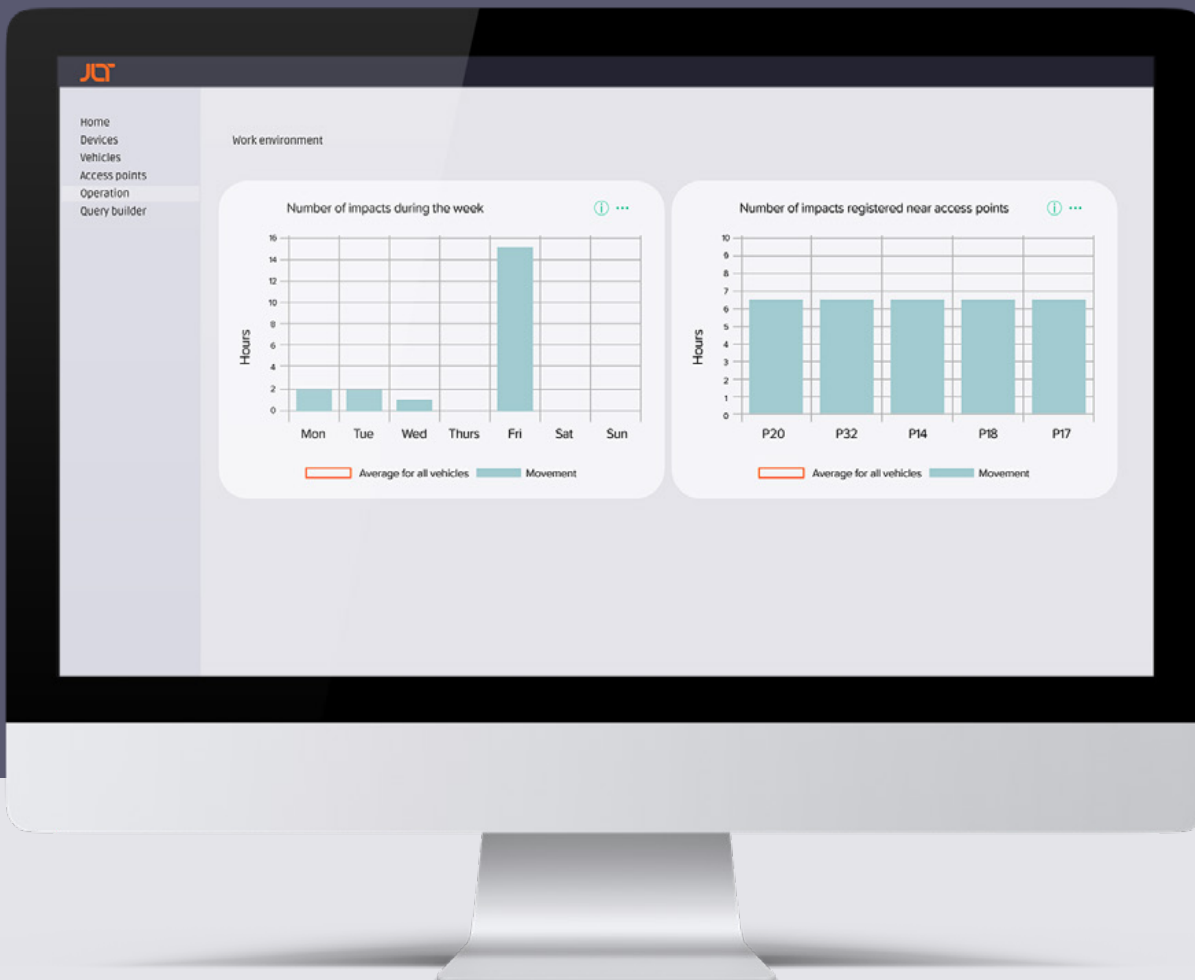 JLT
Home
Devices
Vehicles
Access points
Operation
Query builder
Work environment
Number of impacts during the week
16
14
12
10
8
6
4
2
0
Hours
Mon Tue Wed Thurs Fri Sat Sun
Average for all vehicles Movement
Number of impacts registered near access points
10
9
8
7
6
5
4
3
2
1
0
Hours
P20 P32 P14 P18 P17
Average for all vehicles Movement